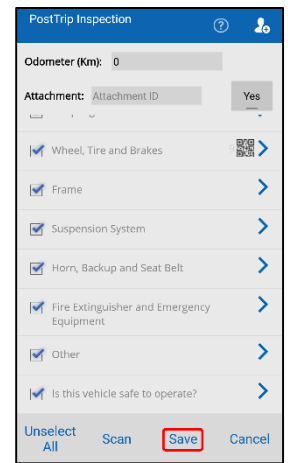 PostTrip Inspection
Odometer (Km): 0
Attachment: Attachment ID Yes
Wheel, Tire and Brakes
Frame
Suspension System
Horn, Backup and Seat Belt
Fire Extinguisher and Emergency
Equipment
Other
Is this vehicle safe to operate?
Unselect
All
Scan
Save
Cancel